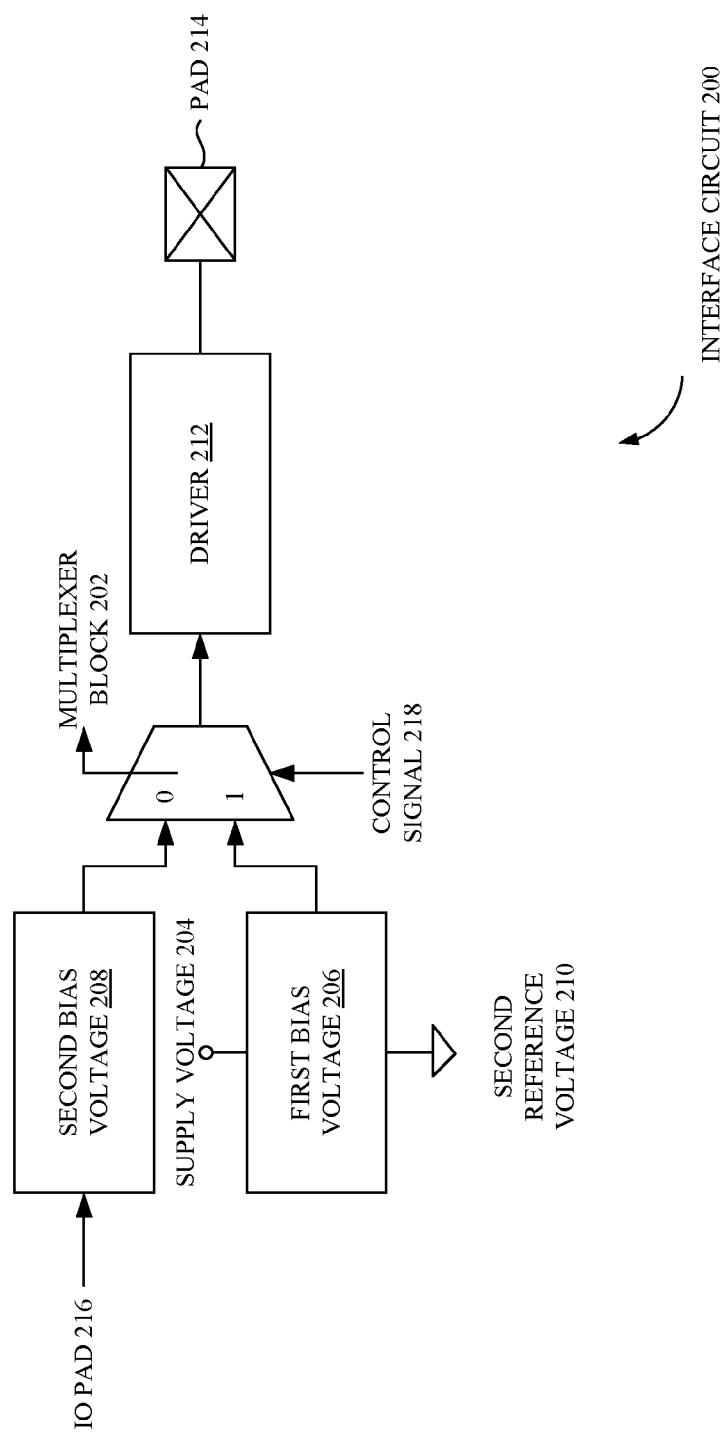 IO PAD 216
SECOND BIAS
VOLTAGE 208
SUPPLY VOLTAGE 204
FIRST BIAS
VOLTAGE 206
SECOND
REFERENCE
VOLTAGE 210
0
1
MULTIPLEXER
BLOCK 202
CONTROL
SIGNAL 218
DRIVER 212
PAD 214
INTERFACE CIRCUIT 200